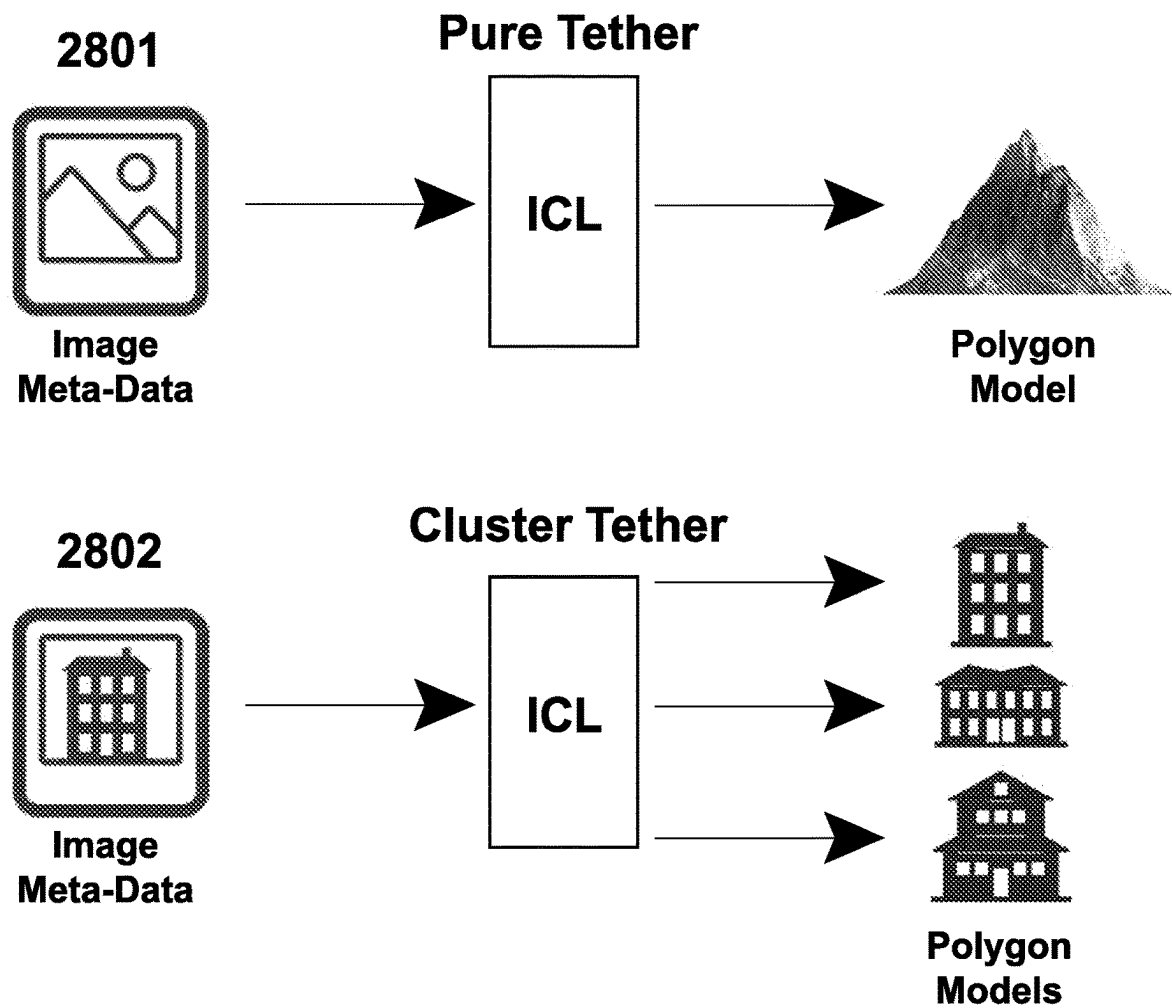 Pure Tether
2801
ICL
Image
Meta-Data
Polygon
Model
Cluster Tether
2802
ICL
Image
Meta-Data
Polygon
Models